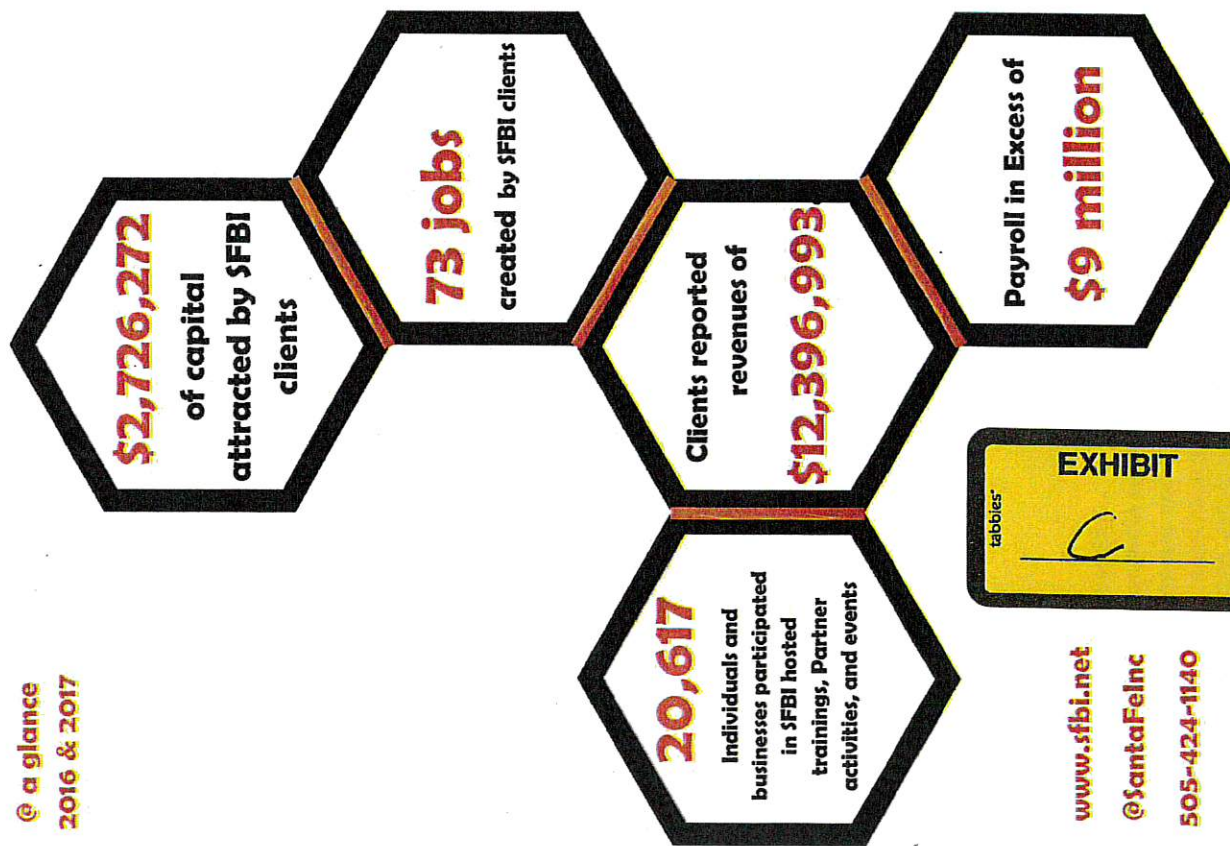 @ a glance
2016 & 2017
$2,726,272
of capital
attracted by SFBI
clients
73 jobs
created by SFBI clients
20,617
Individuals and
businesses participated
in SFBI hosted
trainings, Partner
activities, and events
Clients reported
revenues of
$12,396,993
Payroll in Excess of
$9 million
www.sfbi.net
@SantaFeInc
505-424-1140
tabbies®
EXHIBIT
C